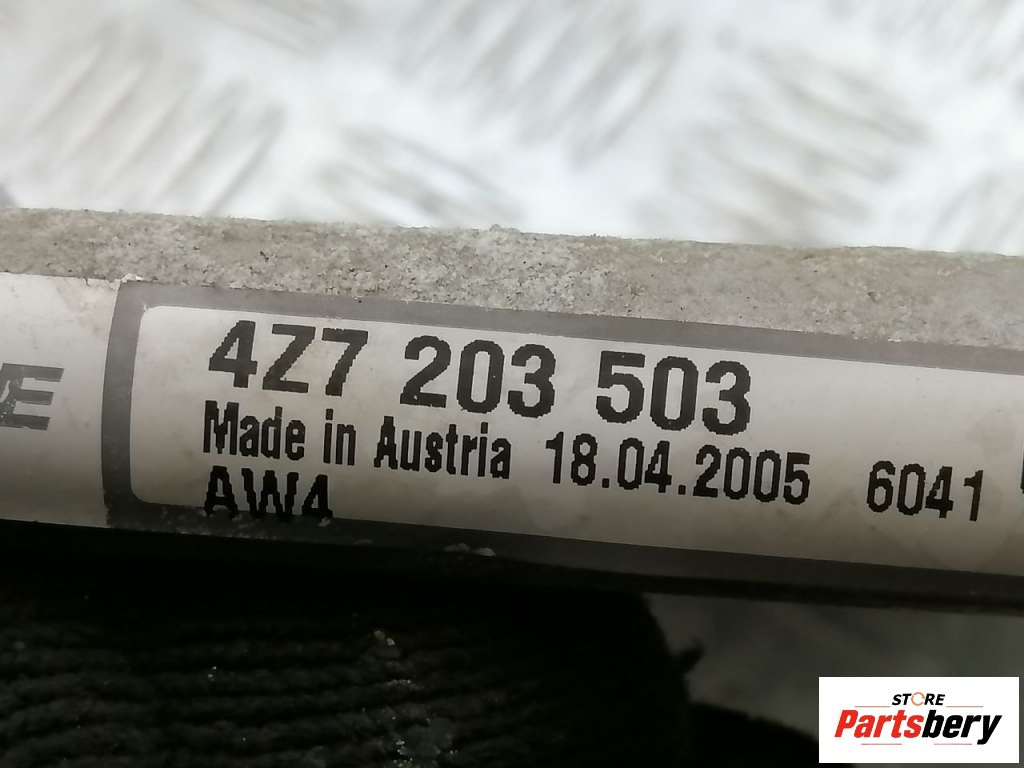 4Z7 203 503
Made in Austria 18.04.2005 6041
AW4
STORE
Partsbery